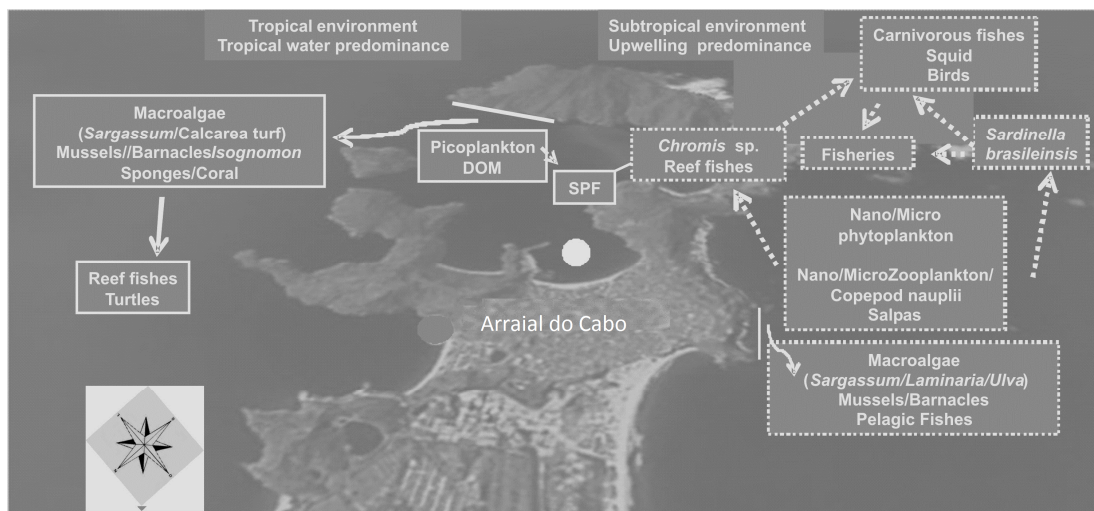 Tropical environment
Tropical water predominance
Subtropical environment
Upwelling predominance
Carnivorous fishes
Squid
Birds
Macroalgae
(Sargassum/Calcarea turf)
Mussels//Barnacles/sognomon
Sponges/Coral
Picoplankton
DOM
SPF
Chromis sp.
Reef fishes
Fisheries
Sardinella
brasileinsis
Nano/Micro
phytoplankton
Nano/MicroZooplankton/
Copepod nauplii
Salpas
Reef fishes
Turtles
Arraial do Cabo
Macroalgae
(Sargassum/Laminaria/Ulva)
Mussels/Barnacles
Pelagic Fishes